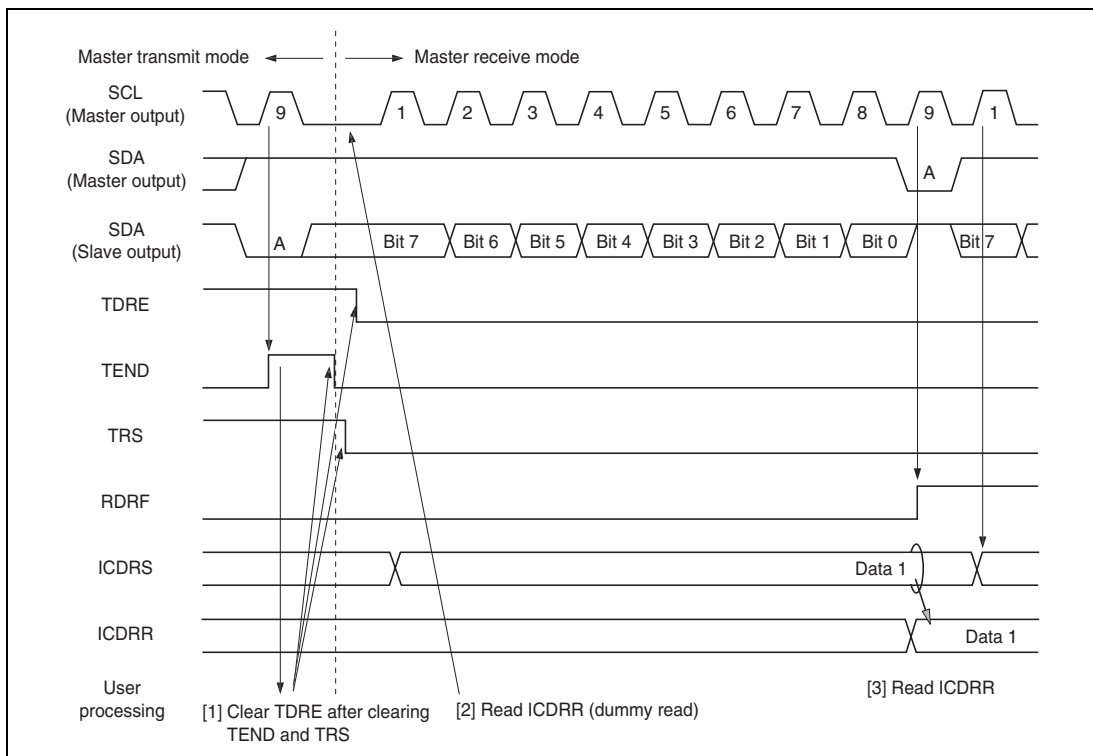 Master transmit mode
Master receive mode
SCL
(Master output)
9
1
2
3
4
5
6
7
8
9
1
SDA
(Master output)
A
SDA
(Slave output)
A
Bit 7
Bit 6
Bit 5
Bit 4
Bit 3
Bit 2
Bit 1
Bit 0
Bit 7
TDRE
TEND
TRS
RDRF
ICDRS
Data 1
ICDRR
Data 1
User
processing
[1] Clear TDRE after clearing
TEND and TRS
[2] Read ICDRR (dummy read)
[3] Read ICDRR